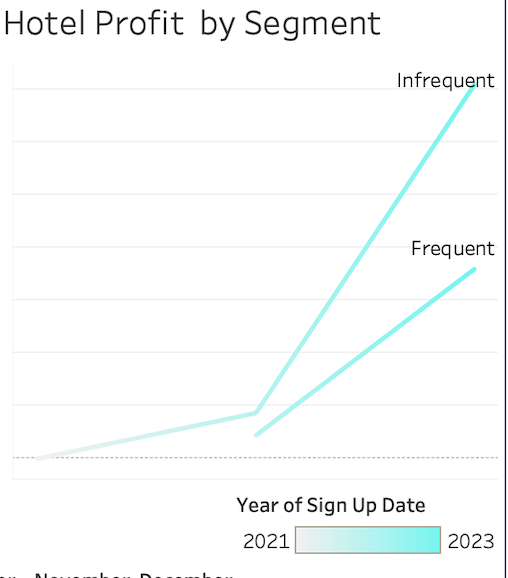 Hotel Profit by Segment
Infrequent
Frequent
Year of Sign Up Date
2021 2023
November, December